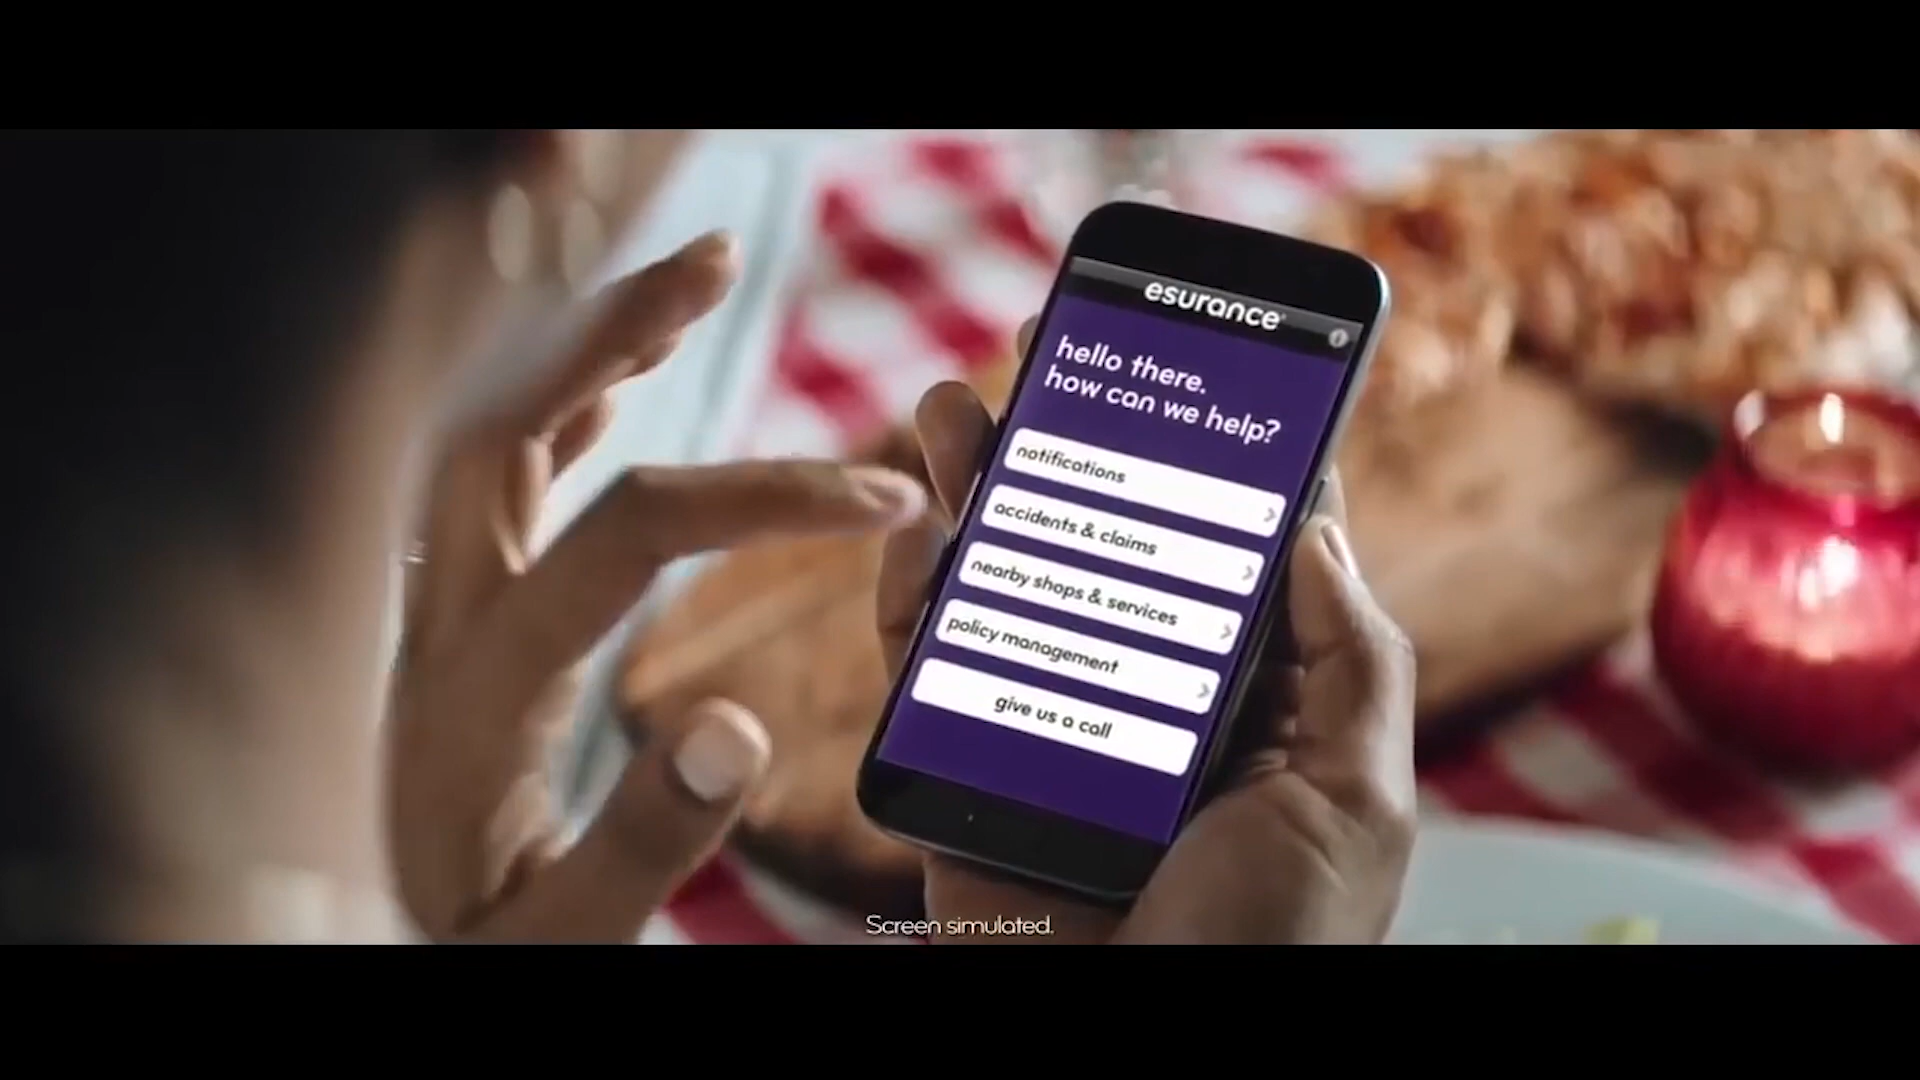 esurance
hello there.
how can we help?
notifications
accidents & claims
nearby shops & services
policy management
give us a call
Screen simulated.